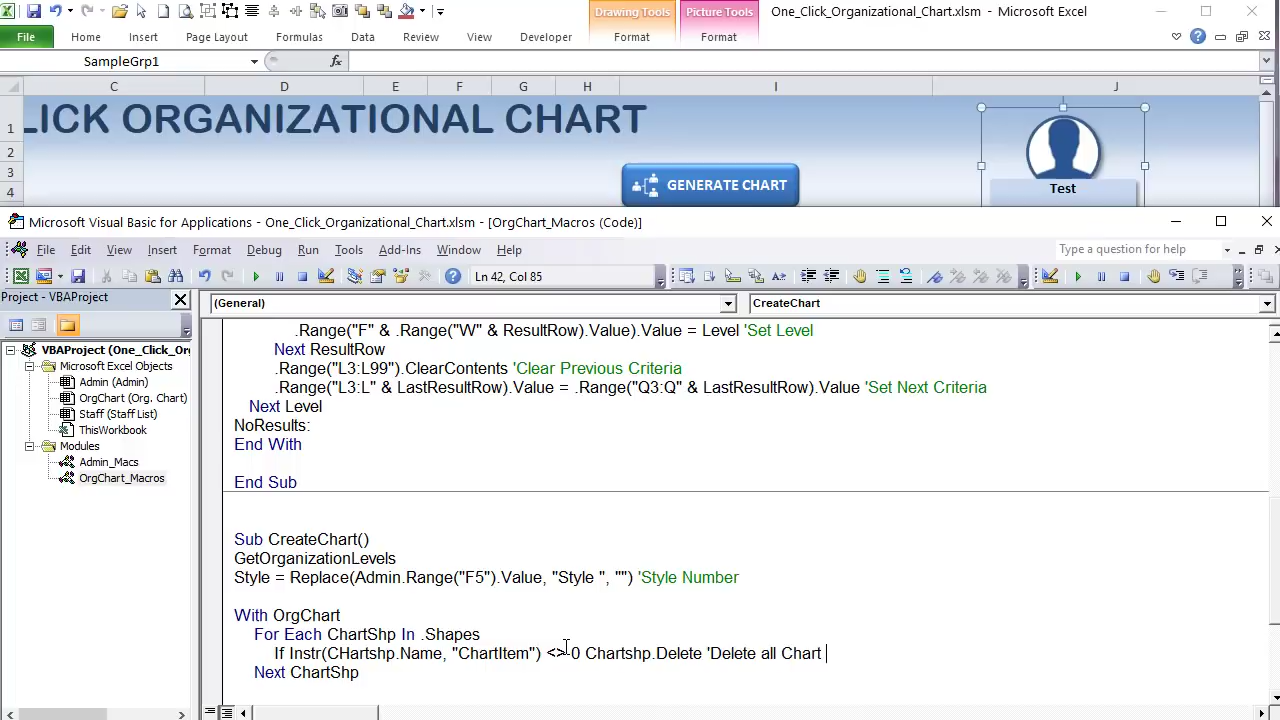 Drawing Tools
Picture Tools
One_Click_Organizational_Chart.xlsm - Microsoft Excel
File Home Insert Page Layout Formulas Data Review View Developer Format Format
SampleGrp1 fx
C D E F G H I J
1 LICK ORGANIZATIONAL CHART
2
3
4
GENERATE CHART
Test
Microsoft Visual Basic for Applications - One_Click_Organizational_Chart.xlsm - [OrgChart_Macros (Code)]
File Edit View Insert Format Debug Run Tools Add-Ins Window Help Type a question for help
Ln 42, Col 85
Project - VBAProject
(General) CreateChart
VBAProject (One_Click_Or
Microsoft Excel Objects
Admin (Admin)
OrgChart (Org. Chart)
Staff (Staff List)
ThisWorkbook
Modules
Admin_Macs
OrgChart_Macros
.Range("F" & .Range("W" & ResultRow).Value).Value = Level 'Set Level
Next ResultRow
.Range("L3:L99").ClearContents 'Clear Previous Criteria
.Range("L3:L" & LastResultRow).Value = .Range("Q3:Q" & LastResultRow).Value 'Set Next Criteria
Next Level
NoResults:
End With
End Sub
Sub CreateChart()
GetOrganizationLevels
Style = Replace(Admin.Range("F5").Value, "Style ", "") 'Style Number
With OrgChart
For Each ChartShp In .Shapes
If Instr(CHartshp.Name, "ChartItem") <> 0 Chartshp.Delete 'Delete all Chart
Next ChartShp